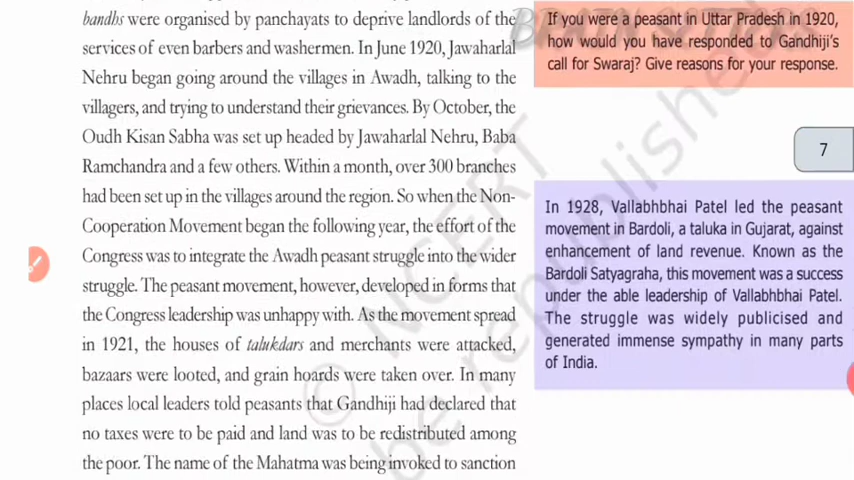 bandhs were organised by panchayats to deprive landlords of the
services of even barbers and washermen. In June 1920, Jawaharlal
Nehru began going around the villages in Awadh, talking to the
villagers, and trying to understand their grievances. By October, the
Oudh Kisan Sabha was set up headed by Jawaharlal Nehru, Baba
Ramchandra and a few others. Within a month, over 300 branches
had been set up in the villages around the region. So when the Non-
Cooperation Movement began the following year, the effort of the
Congress was to integrate the Awadh peasant struggle into the wider
struggle. The peasant movement, however, developed in forms that
the Congress leadership was unhappy with. As the movement spread
in 1921, the houses of talukdars and merchants were attacked,
bazaars were looted, and grain hoards were taken over. In many
places local leaders told peasants that Gandhiji had declared that
no taxes were to be paid and land was to be redistributed among
the poor. The name of the Mahatma was being invoked to sanction
If you were a peasant in Uttar Pradesh in 1920,
how would you have responded to Gandhiji's
call for Swaraj? Give reasons for your response.
7
In 1928, Vallabhbhai Patel led the peasant
movement in Bardoli, a taluka in Gujarat, against
enhancement of land revenue. Known as the
Bardoli Satyagraha, this movement was a success
under the able leadership of Vallabhbhai Patel.
The struggle was widely publicised and
generated immense sympathy in many parts
of India.
© NCERT
be republished